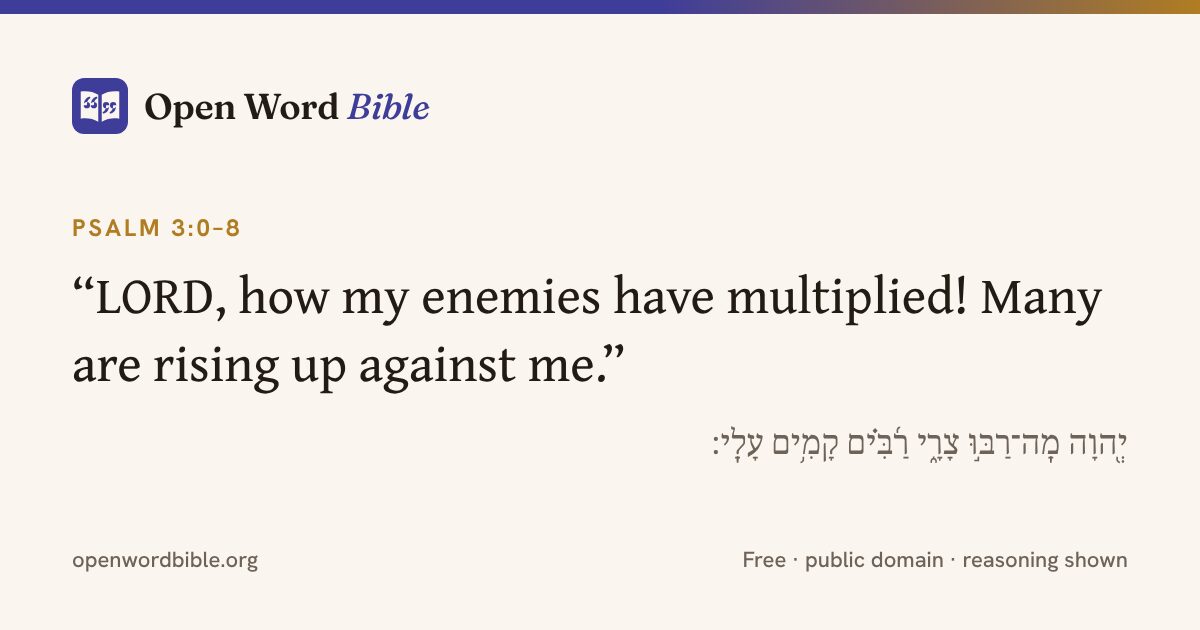 Open Word Bible
PSALM 3:0–8
“LORD, how my enemies have multiplied! Many
are rising up against me.”
יְ֭הוָה מָֽה־רַבּ֣וּ צָרָ֑י רַ֝בִּ֗ים קָמִ֥ים עָלָֽי׃
openwordbible.org
Free · public domain · reasoning shown